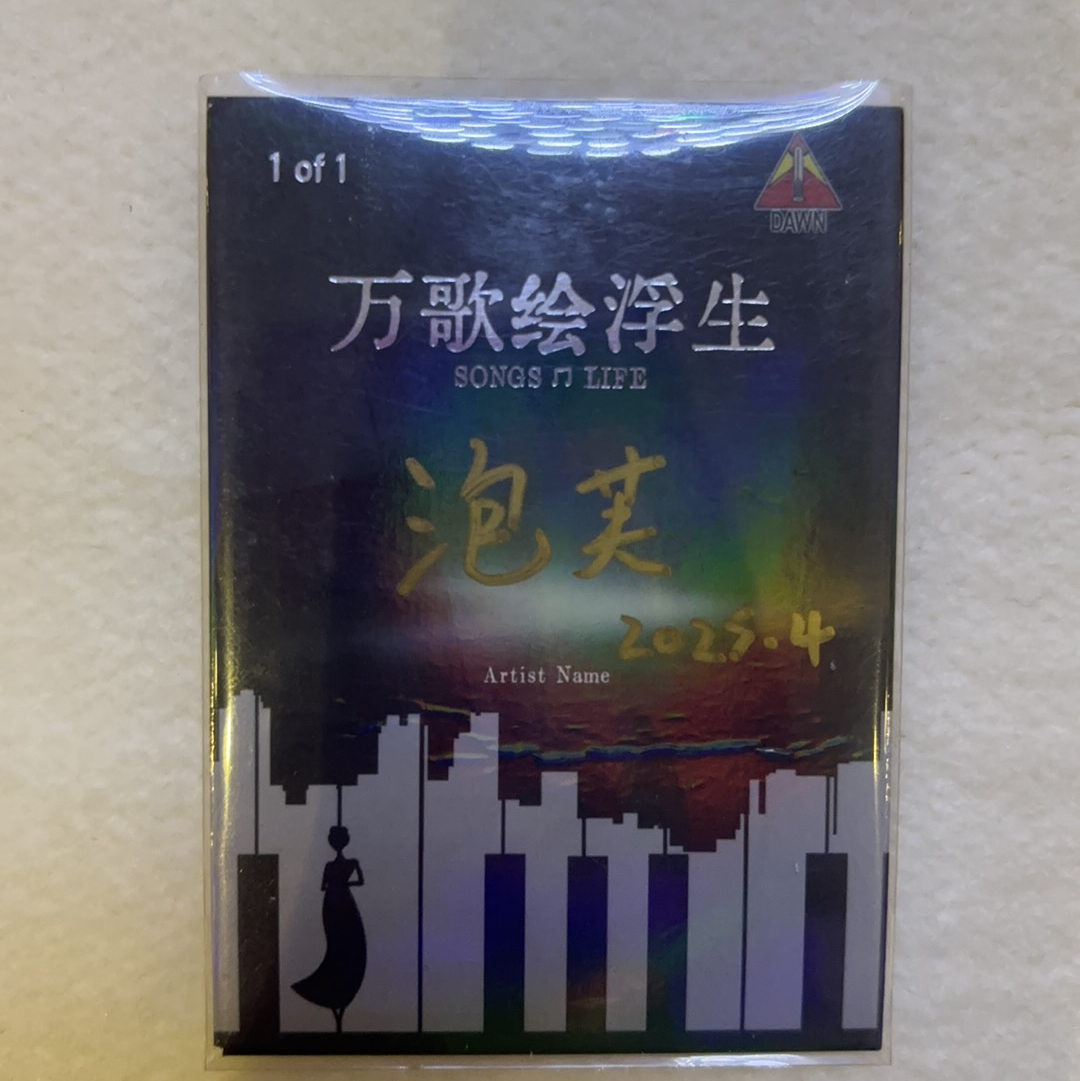 1 of 1
DAWN
万歌绘浮生
SONGS ♫ LIFE
泡芙
2025.4
Artist Name